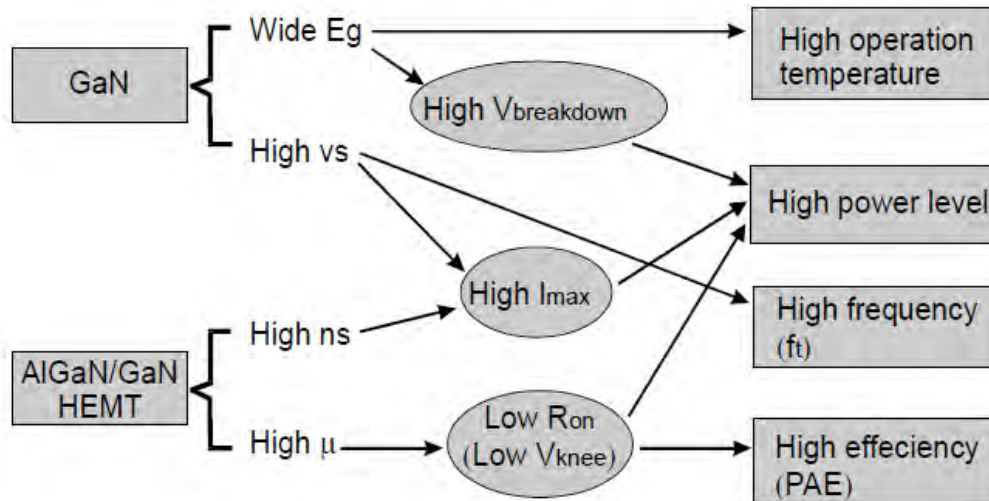 GaN
Wide Eg
High operation
temperature
High Vbreakdown
High vs
High power level
High Imax
High ns
High frequency
(ft)
AlGaN/GaN
HEMT
Low Ron
(Low Vknee)
High μ
High effeciency
(PAE)